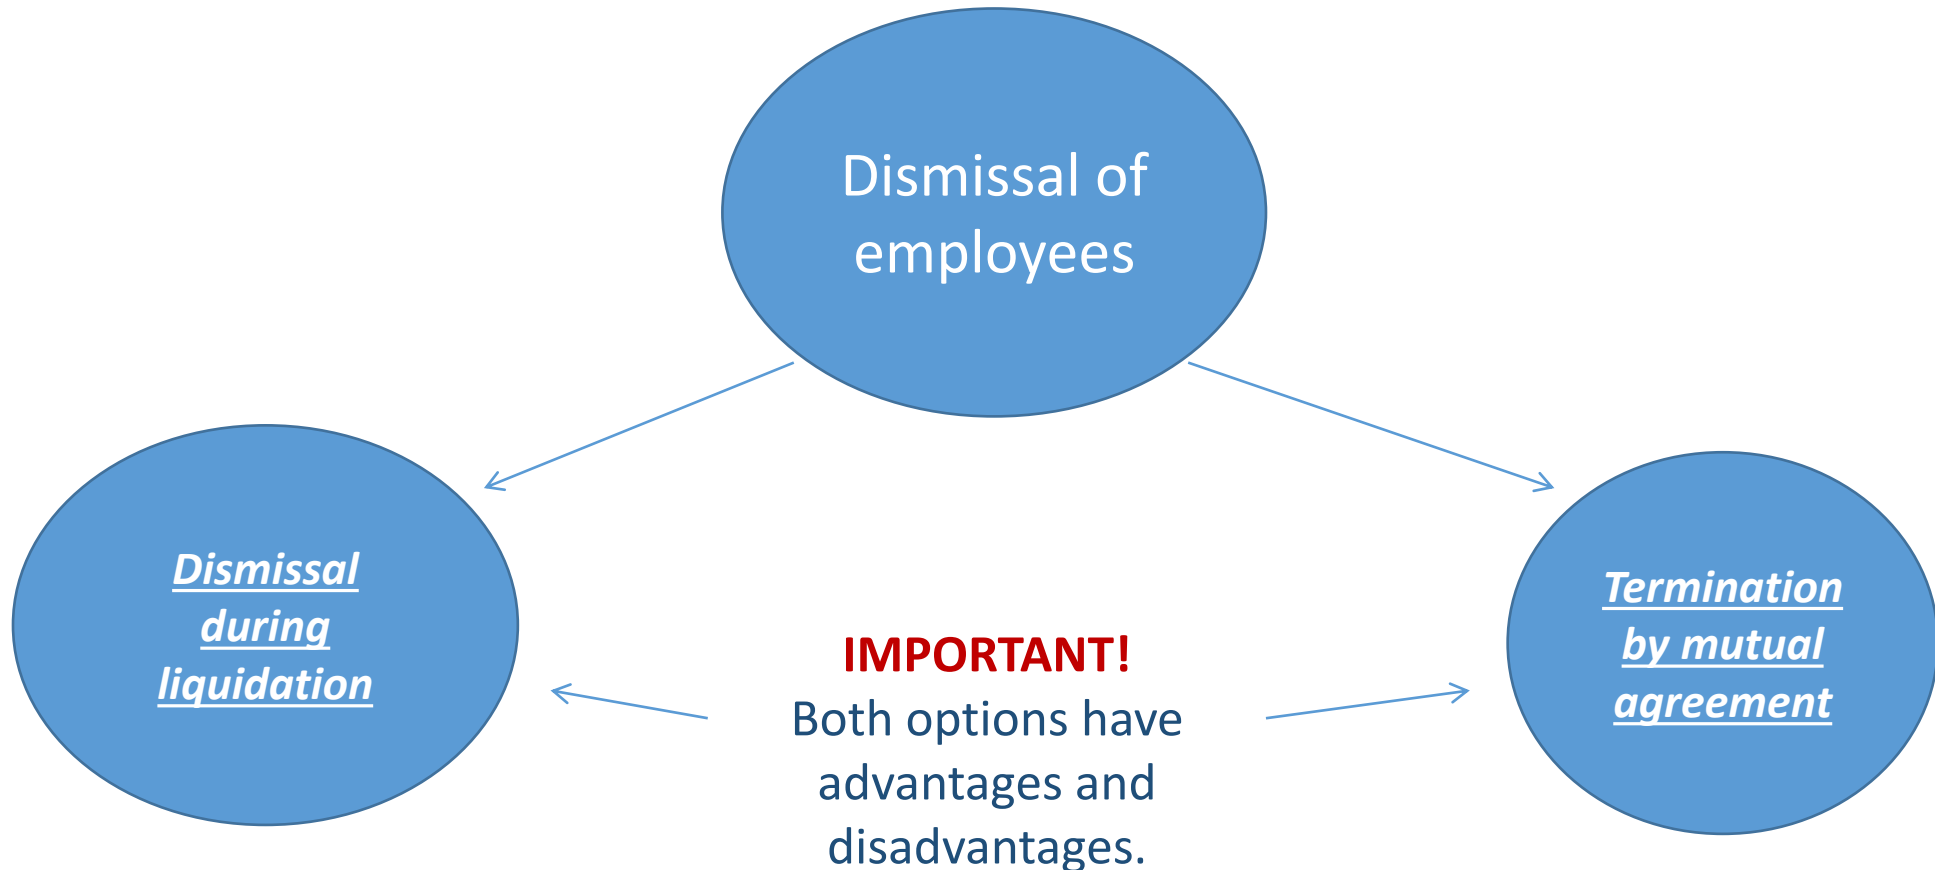 Dismissal of
employees
Dismissal
during
liquidation
IMPORTANT!
Both options have
advantages and
disadvantages.
Termination
by mutual
agreement